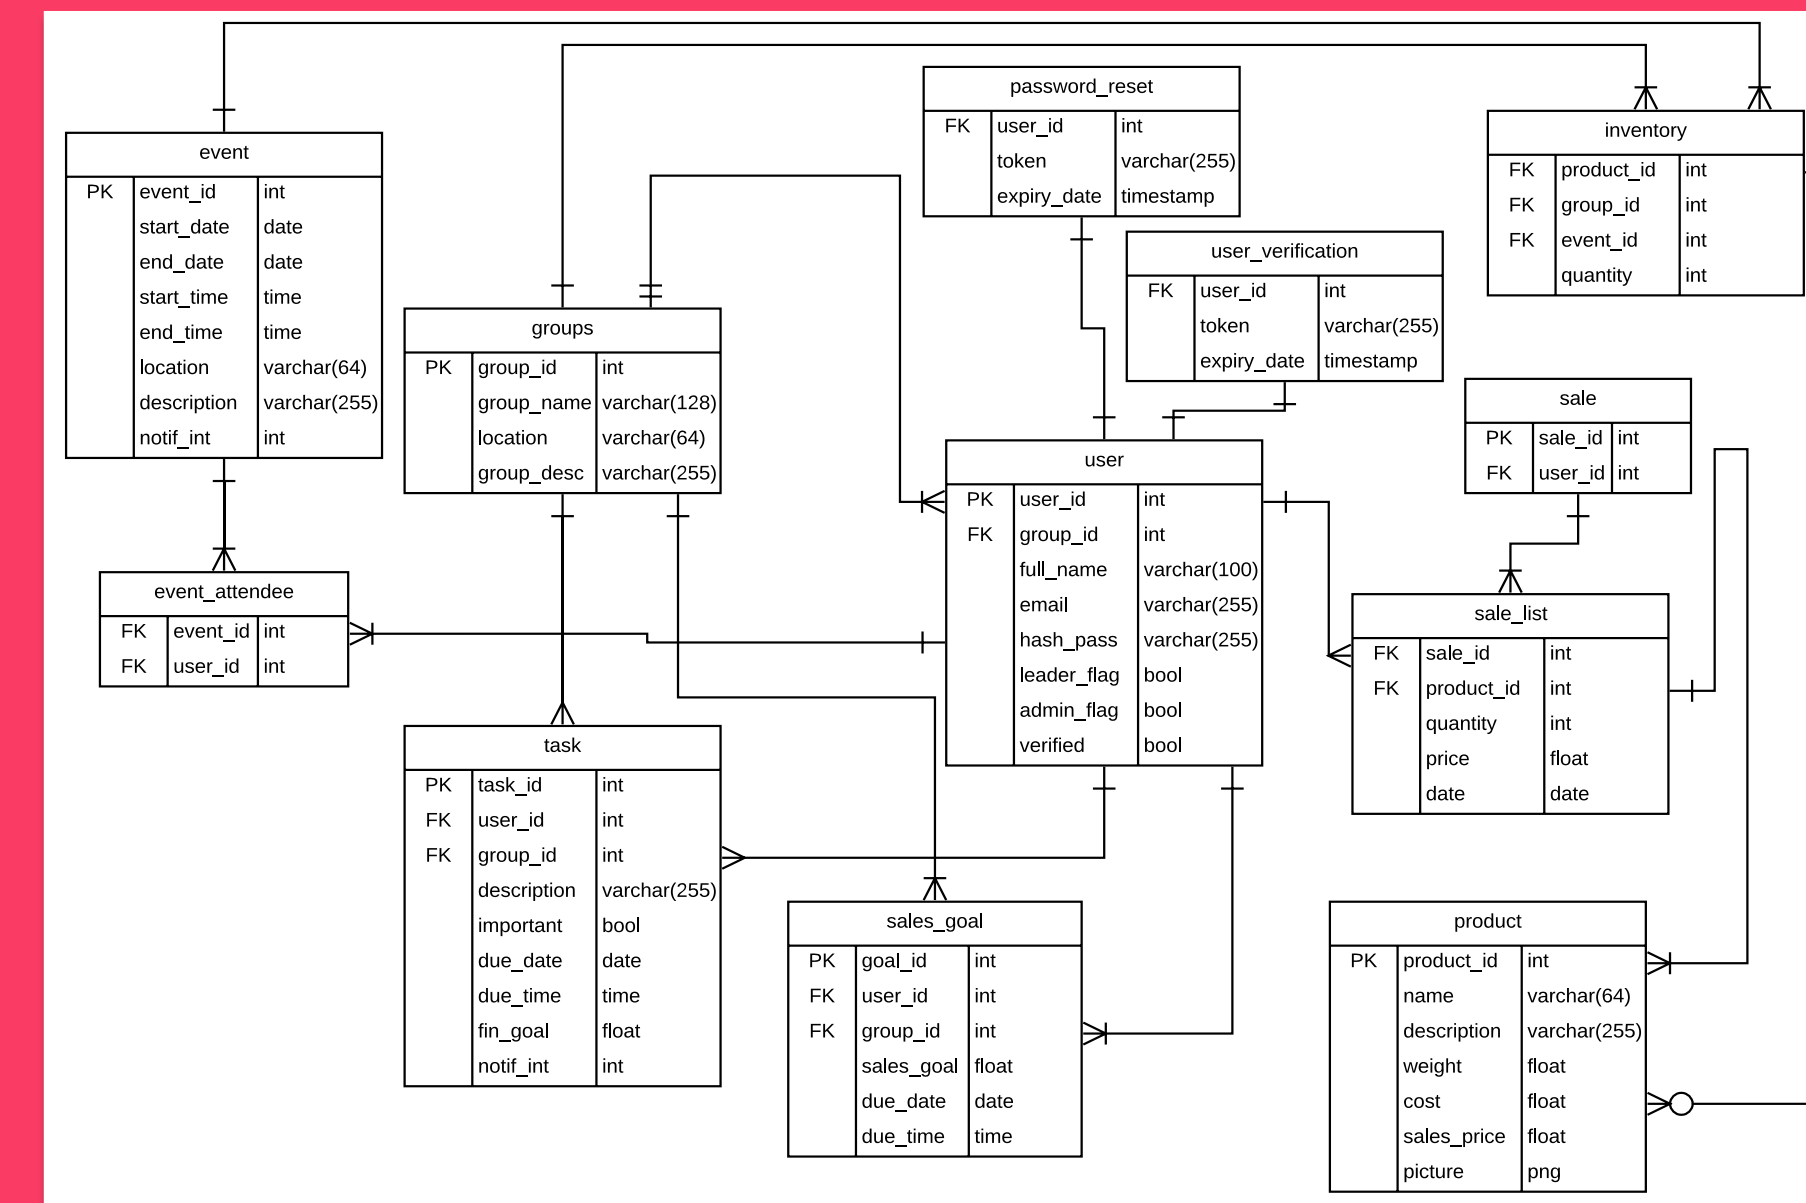 password_reset
FK user_id int
token varchar(255)
expiry_date timestamp
inventory
FK product_id int
FK group_id int
FK event_id int
quantity int
event
PK event_id int
start_date date
end_date date
start_time time
end_time time
location varchar(64)
description varchar(255)
notif_int int
user_verification
FK user_id int
token varchar(255)
expiry_date timestamp
groups
PK group_id int
group_name varchar(128)
location varchar(64)
group_desc varchar(255)
sale
PK sale_id int
FK user_id int
user
PK user_id int
FK group_id int
full_name varchar(100)
email varchar(255)
hash_pass varchar(255)
leader_flag bool
admin_flag bool
verified bool
event_attendee
FK event_id int
FK user_id int
sale_list
FK sale_id int
FK product_id int
quantity int
price float
date date
task
PK task_id int
FK user_id int
FK group_id int
description varchar(255)
important bool
due_date date
due_time time
fin_goal float
notif_int int
sales_goal
PK goal_id int
FK user_id int
FK group_id int
sales_goal float
due_date date
due_time time
product
PK product_id int
name varchar(64)
description varchar(255)
weight float
cost float
sales_price float
picture png